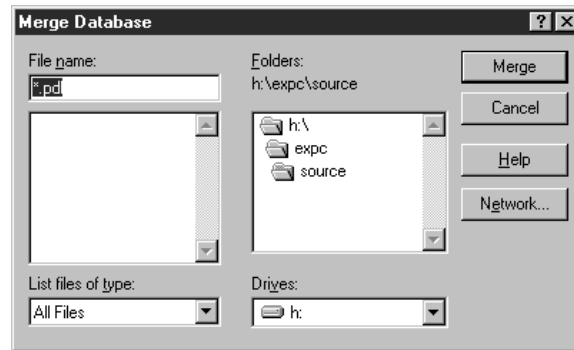 Merge Database
File name:
*.pd
Folders:
h:\expc\source
h:\
expc
source
List files of type:
All Files
Drives:
h:
Merge
Cancel
Help
Network...